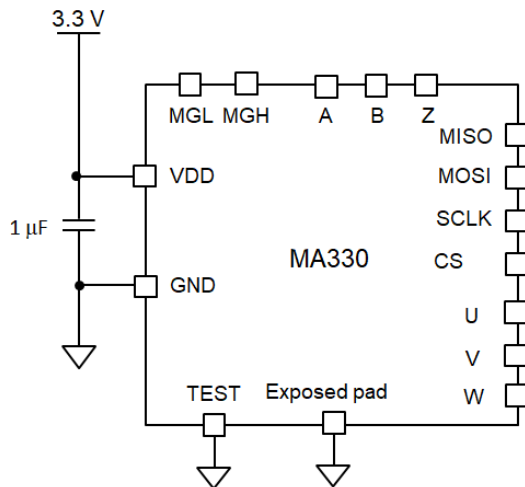 3.3 V
MGL MGH A B Z
MISO
VDD
MOSI
SCLK
1 μF
MA330
CS
GND
U
V
TEST Exposed pad
W